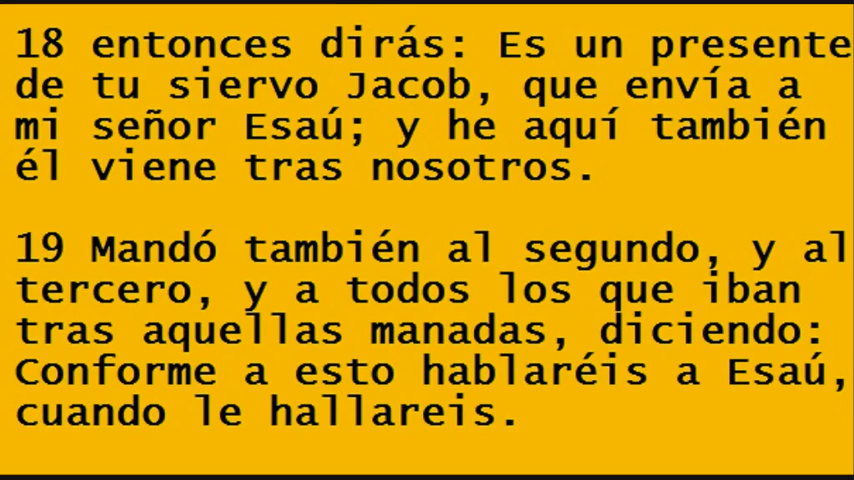 18 entonces dirás: Es un presente
de tu siervo Jacob, que envía a
mi señor Esaú; y he aquí también
él viene tras nosotros.
19 Mandó también al segundo, y al
tercero, y a todos los que iban
tras aquellas manadas, diciendo:
Conforme a esto hablaréis a Esaú,
cuando le hallareis.